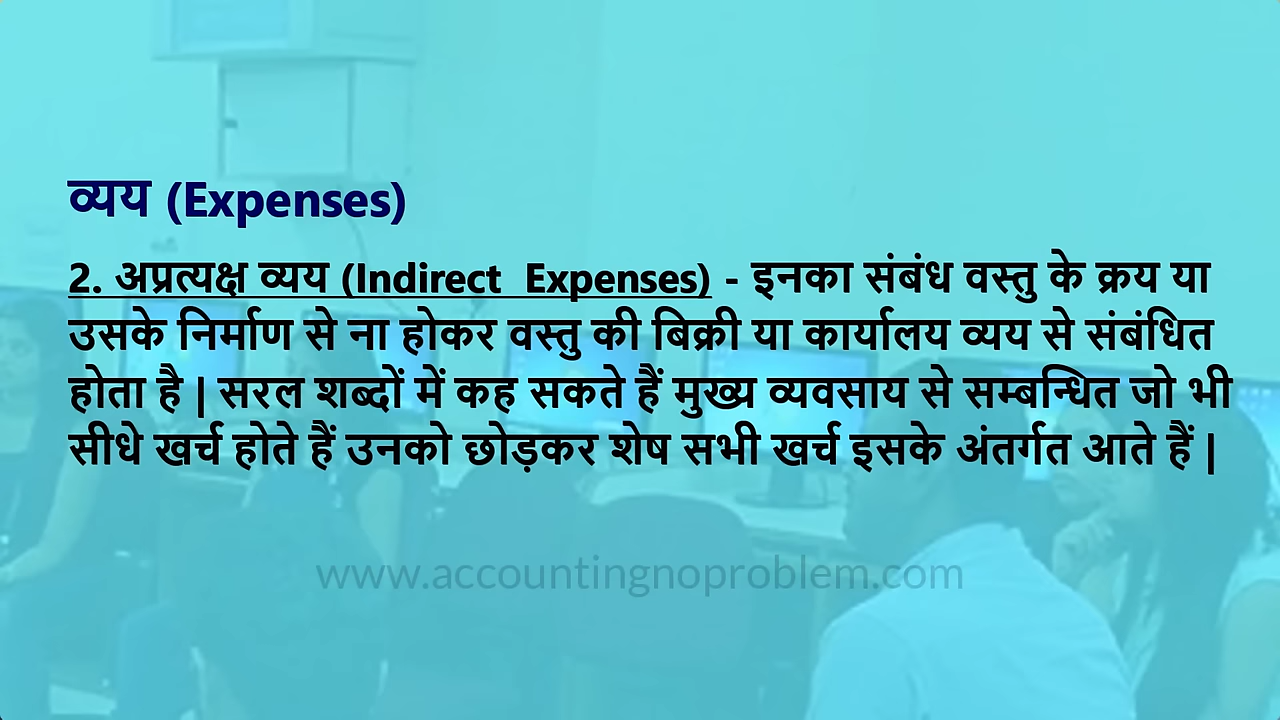 व्यय (Expenses)
2. अप्रत्यक्ष व्यय (Indirect Expenses) - इनका संबंध वस्तु के क्रय या
उसके निर्माण से ना होकर वस्तु की बिक्री या कार्यालय व्यय से संबंधित
होता है | सरल शब्दों में कह सकते हैं मुख्य व्यवसाय से सम्बन्धित जो भी
सीधे खर्च होते हैं उनको छोड़कर शेष सभी खर्च इसके अंतर्गत आते हैं |
www.accountingnoproblem.com